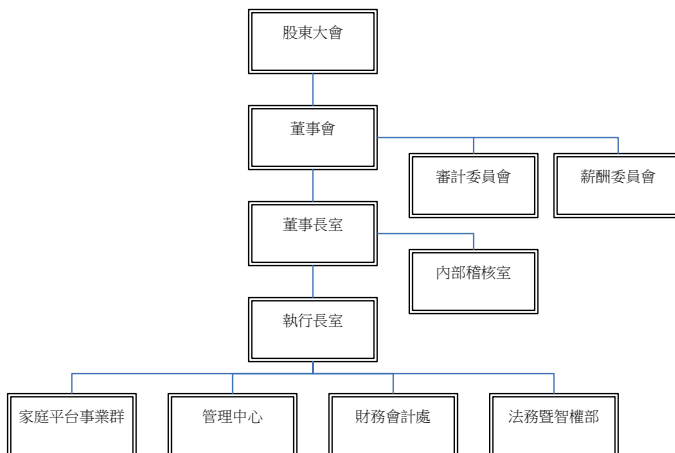 股東大會
董事會
審計委員會
薪酬委員會
董事長室
內部稽核室
執行長室
家庭平台事業群
管理中心
財務會計處
法務暨智權部